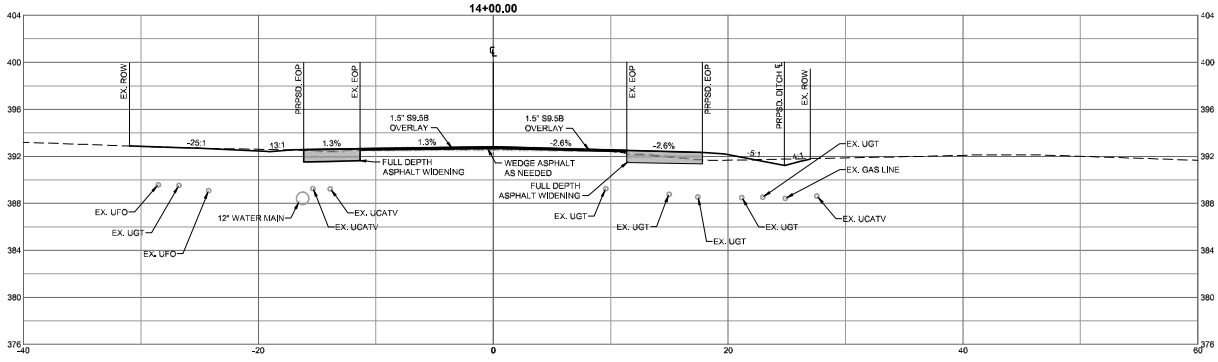 14+00.00
404
404
400
400
396
396
392
392
388
388
384
384
380
380
376
376
-40
-20
0
20
40
60
EX. ROW
PRPSD. EOP
EX. EOP
℄
EX. EOP
PRPSD. EOP
PRPSD. DITCH ℄
EX. ROW
-25:1
13:1
1.3%
1.3%
1.5" S9.5B
OVERLAY
1.5" S9.5B
OVERLAY
-2.6%
-2.6%
-5:1
4:1
FULL DEPTH
ASPHALT WIDENING
WEDGE ASPHALT
AS NEEDED
FULL DEPTH
ASPHALT WIDENING
EX. UGT
EX. GAS LINE
EX. UFO
EX. UGT
EX. UFO
12" WATER MAIN
EX. UCATV
EX. UCATV
EX. UGT
EX. UGT
EX. UGT
EX. UGT
EX. UCATV